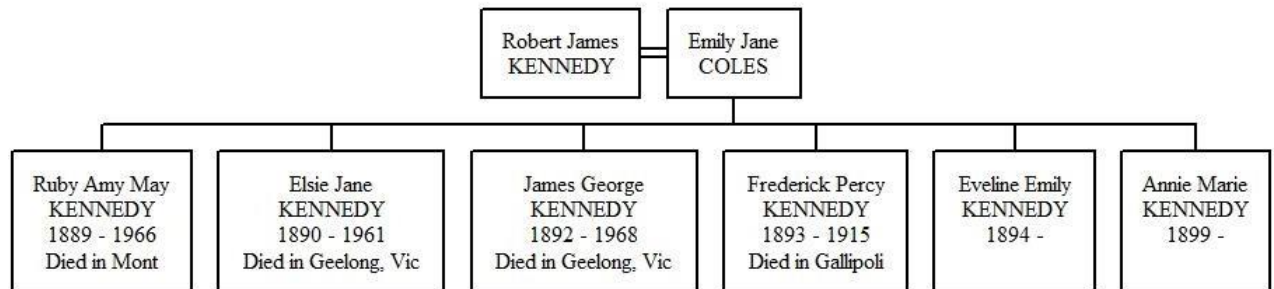 Robert James
KENNEDY
Emily Jane
COLES
Ruby Amy May
KENNEDY
1889 - 1966
Died in Mont
Elsie Jane
KENNEDY
1890 - 1961
Died in Geelong, Vic
James George
KENNEDY
1892 - 1968
Died in Geelong, Vic
Frederick Percy
KENNEDY
1893 - 1915
Died in Gallipoli
Eveline Emily
KENNEDY
1894 -
Annie Marie
KENNEDY
1899 -